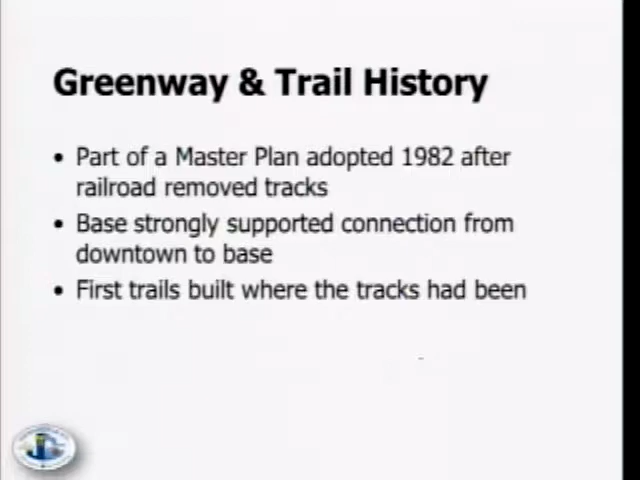 Greenway & Trail History
• Part of a Master Plan adopted 1982 after
railroad removed tracks
• Base strongly supported connection from
downtown to base
• First trails built where the tracks had been